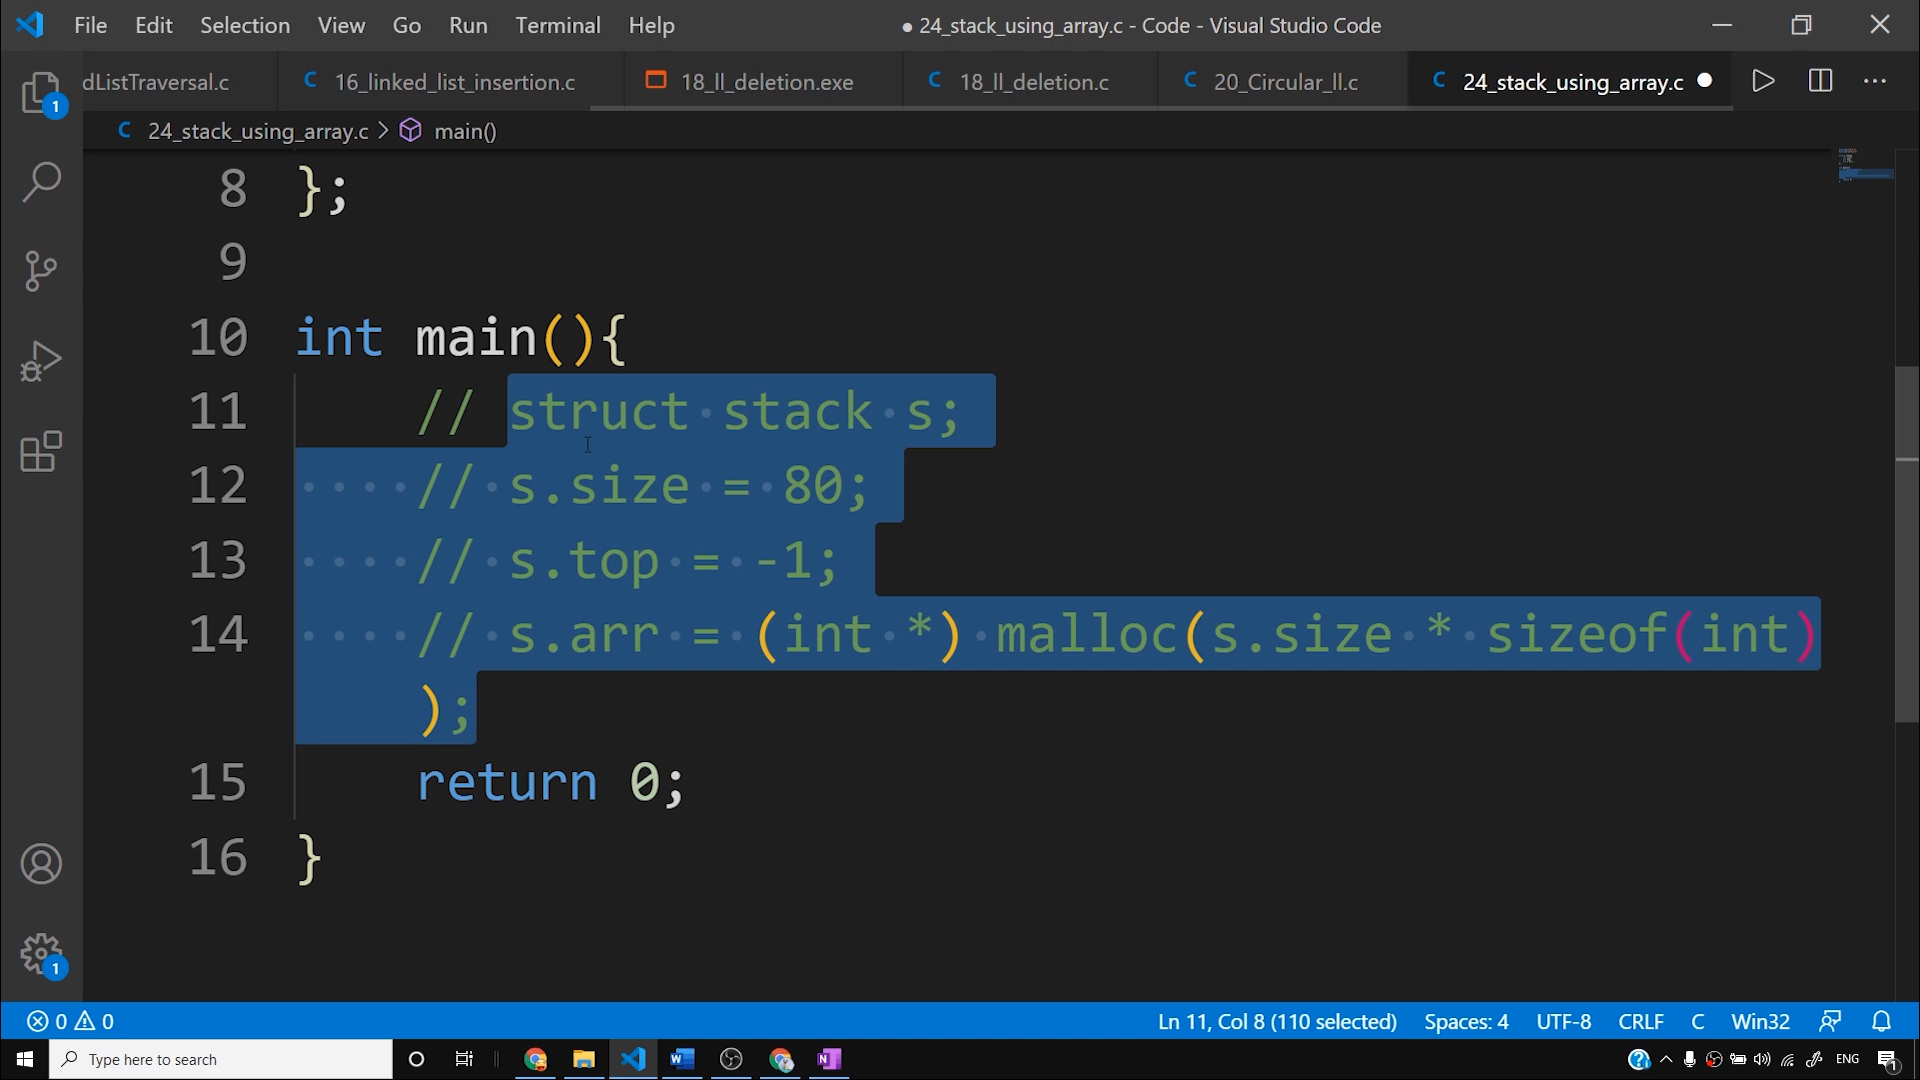 File Edit Selection View Go Run Terminal Help ● 24_stack_using_array.c - Code - Visual Studio Code
dListTraversal.c C 16_linked_list_insertion.c 18_ll_deletion.exe C 18_ll_deletion.c C 20_Circular_ll.c C 24_stack_using_array.c
1
C 24_stack_using_array.c > main()
8 };
9
10 int main(){
11 // struct stack s;
12 // s.size = 80;
13 // s.top = -1;
14 // s.arr = (int *) malloc(s.size * sizeof(int)
);
15 return 0;
16 }
1
0 0 Ln 11, Col 8 (110 selected) Spaces: 4 UTF-8 CRLF C Win32
Type here to search ENG 1